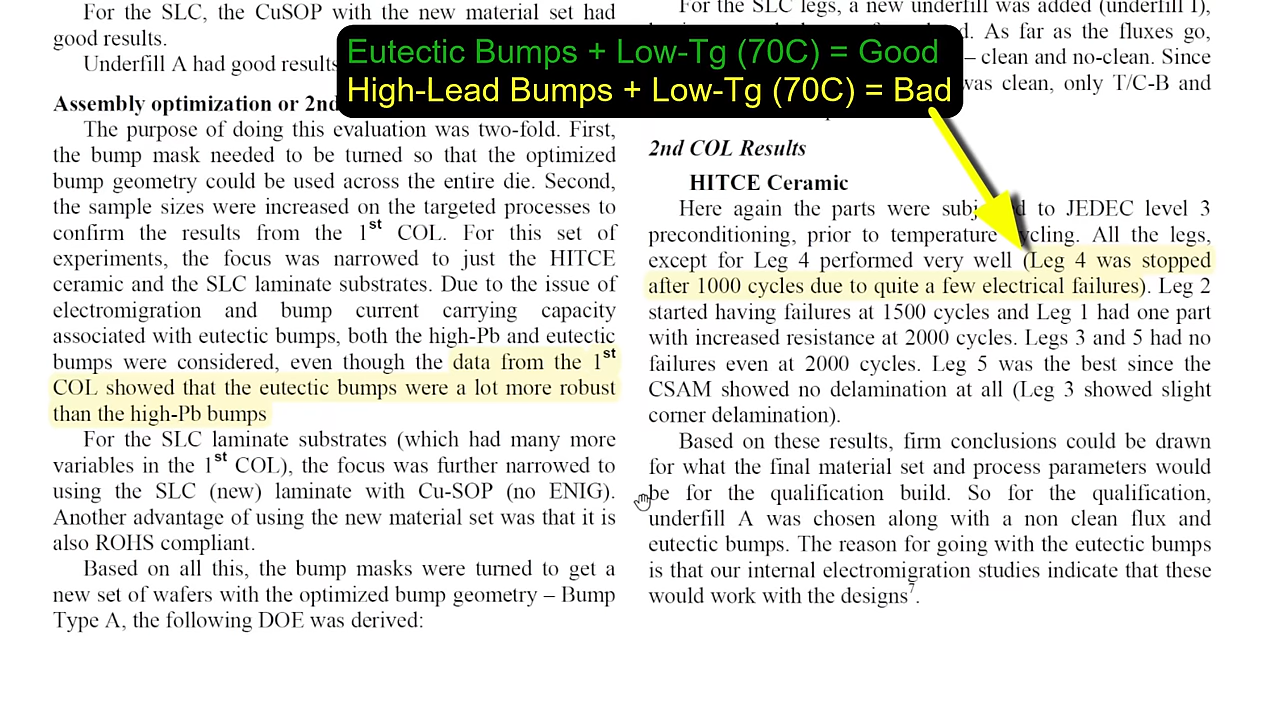 For the SLC, the CuSOP with the new material set had
good results.
Underfill A had good results
Assembly optimization or 2nd
The purpose of doing this evaluation was two-fold. First,
the bump mask needed to be turned so that the optimized
bump geometry could be used across the entire die. Second,
the sample sizes were increased on the targeted processes to
confirm the results from the 1st COL. For this set of
experiments, the focus was narrowed to just the HITCE
ceramic and the SLC laminate substrates. Due to the issue of
electromigration and bump current carrying capacity
associated with eutectic bumps, both the high-Pb and eutectic
bumps were considered, even though the data from the 1st
COL showed that the eutectic bumps were a lot more robust
than the high-Pb bumps
For the SLC laminate substrates (which had many more
variables in the 1st COL), the focus was further narrowed to
using the SLC (new) laminate with Cu-SOP (no ENIG).
Another advantage of using the new material set was that it is
also ROHS compliant.
Based on all this, the bump masks were turned to get a
new set of wafers with the optimized bump geometry – Bump
Type A, the following DOE was derived:
Eutectic Bumps + Low-Tg (70C) = Good
High-Lead Bumps + Low-Tg (70C) = Bad
For the SLC legs, a new underfill was added (underfill I),
As far as the fluxes go,
– clean and no-clean. Since
was clean, only T/C-B and
2nd COL Results
HITCE Ceramic
Here again the parts were to JEDEC level 3
preconditioning, prior to temperature cycling. All the legs,
except for Leg 4 performed very well (Leg 4 was stopped
after 1000 cycles due to quite a few electrical failures). Leg 2
started having failures at 1500 cycles and Leg 1 had one part
with increased resistance at 2000 cycles. Legs 3 and 5 had no
failures even at 2000 cycles. Leg 5 was the best since the
CSAM showed no delamination at all (Leg 3 showed slight
corner delamination).
Based on these results, firm conclusions could be drawn
for what the final material set and process parameters would
be for the qualification build. So for the qualification,
underfill A was chosen along with a non clean flux and
eutectic bumps. The reason for going with the eutectic bumps
is that our internal electromigration studies indicate that these
would work with the designs7.